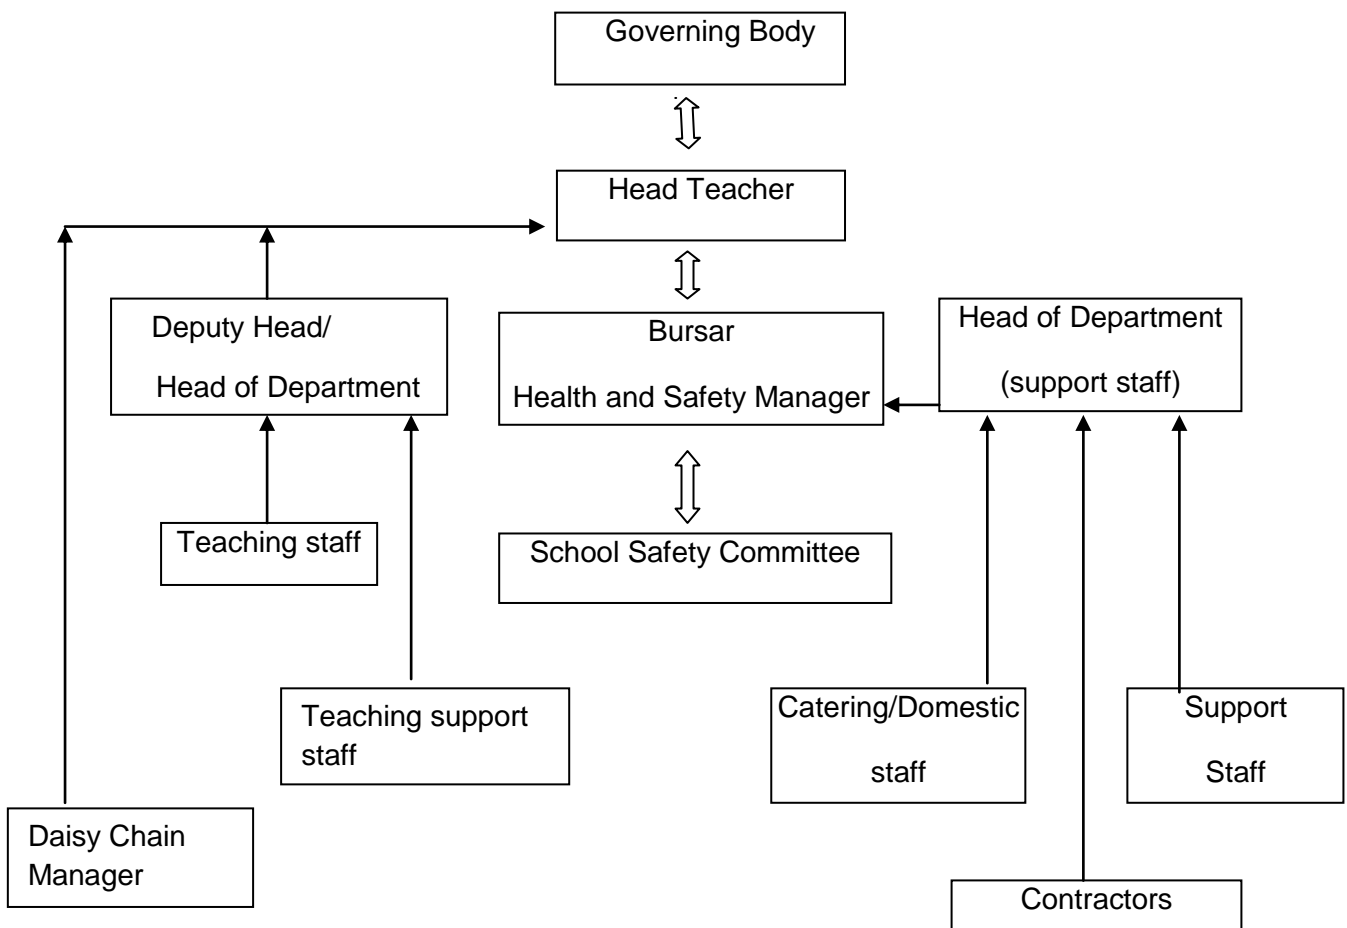 Governing Body
Head Teacher
Deputy Head/
Head of Department
Bursar
Health and Safety Manager
Head of Department
(support staff)
Teaching staff
School Safety Committee
Teaching support
staff
Catering/Domestic
staff
Support
Staff
Daisy Chain
Manager
Contractors